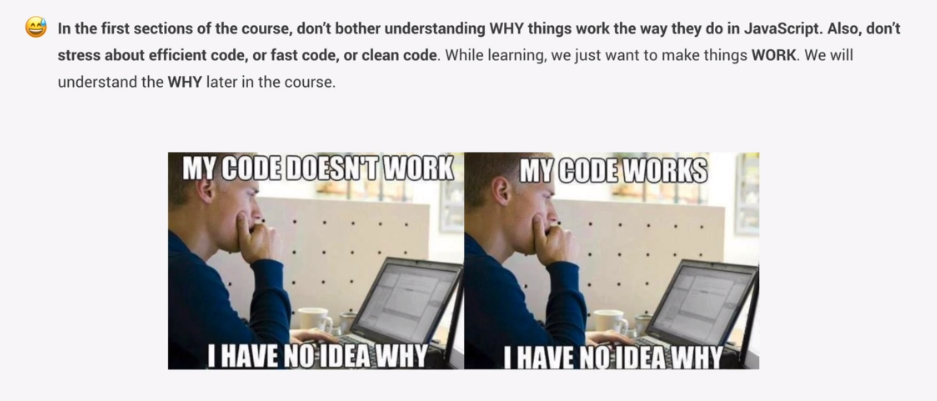 In the first sections of the course, don’t bother understanding WHY things work the way they do in JavaScript. Also, don’t
stress about efficient code, or fast code, or clean code. While learning, we just want to make things WORK. We will
understand the WHY later in the course.
MY CODE DOESN'T WORK
I HAVE NO IDEA WHY
MY CODE WORKS
I HAVE NO IDEA WHY